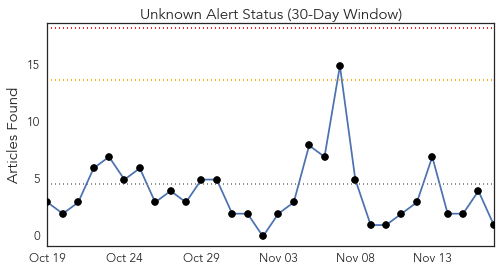 Unknown Alert Status (30-Day Window)
Articles Found
15
10
5
0
Oct 19 Oct 24 Oct 29 Nov 03 Nov 08 Nov 13